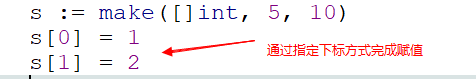 s := make([]int, 5, 10)
s[0] = 1
s[1] = 2
通过指定下标方式完成赋值